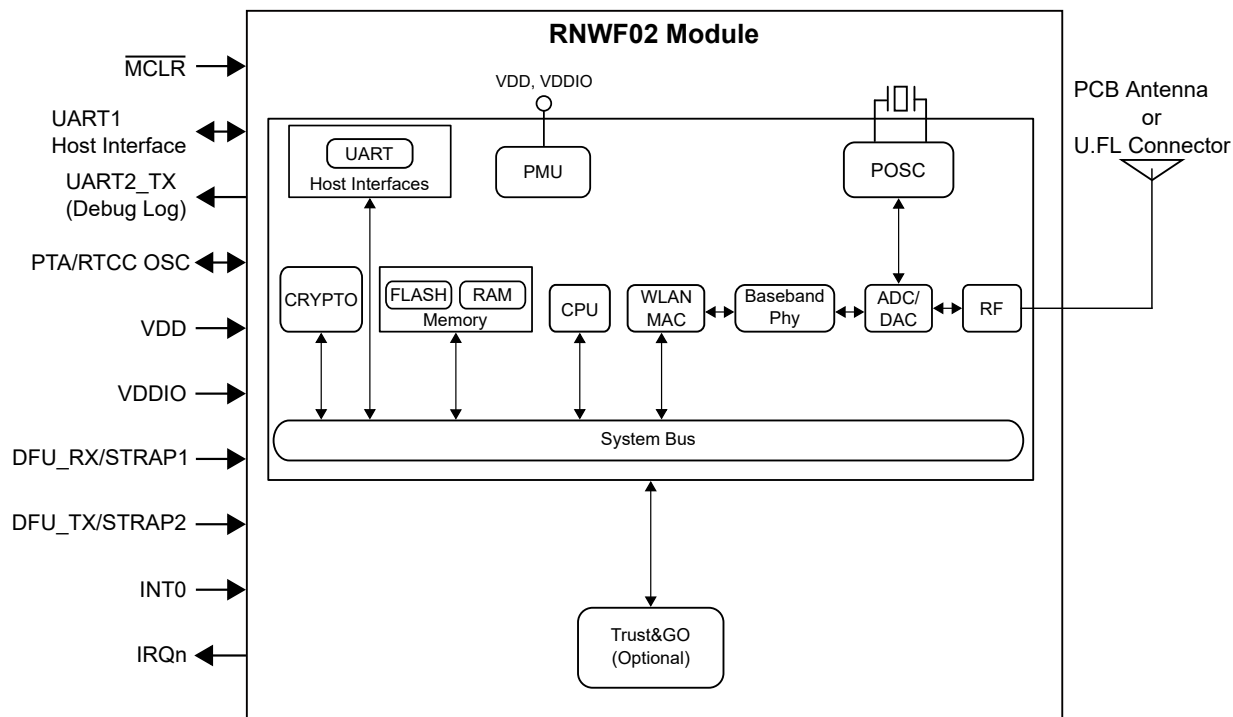 RNWF02 Module
MCLR
UART1
Host Interface
UART2_TX
(Debug Log)
PTA/RTCC OSC
VDD
VDDIO
DFU_RX/STRAP1
DFU_TX/STRAP2
INT0
IRQn
VDD, VDDIO
UART
Host Interfaces
PMU
POSC
PCB Antenna
or
U.FL Connector
CRYPTO
FLASH
RAM
Memory
CPU
WLAN
MAC
Baseband
Phy
ADC/
DAC
RF
System Bus
Trust&GO
(Optional)